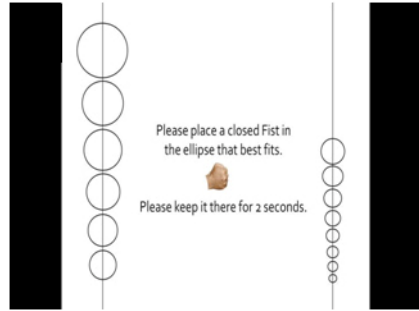 Please place a closed Fist in
the ellipse that best fits.
Please keep it there for 2 seconds.